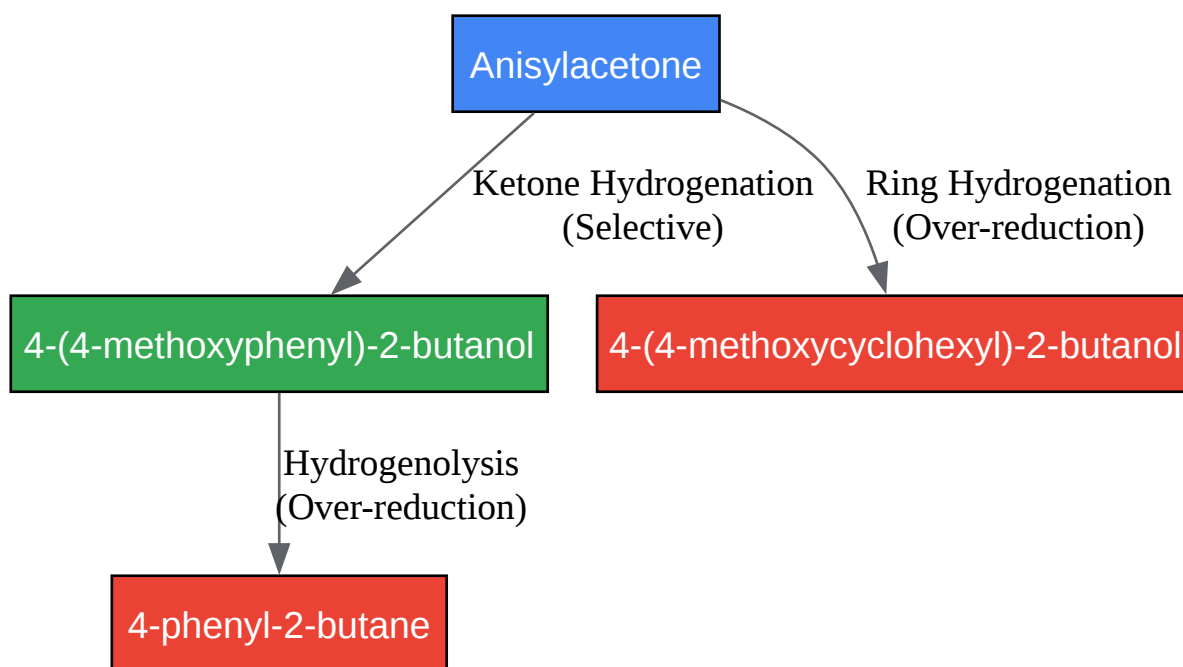 Anisylacetone
Ketone Hydrogenation
(Selective)
Ring Hydrogenation
(Over-reduction)
4-(4-methoxyphenyl)-2-butanol
4-(4-methoxycyclohexyl)-2-butanol
Hydrogenolysis
(Over-reduction)
4-phenyl-2-butane